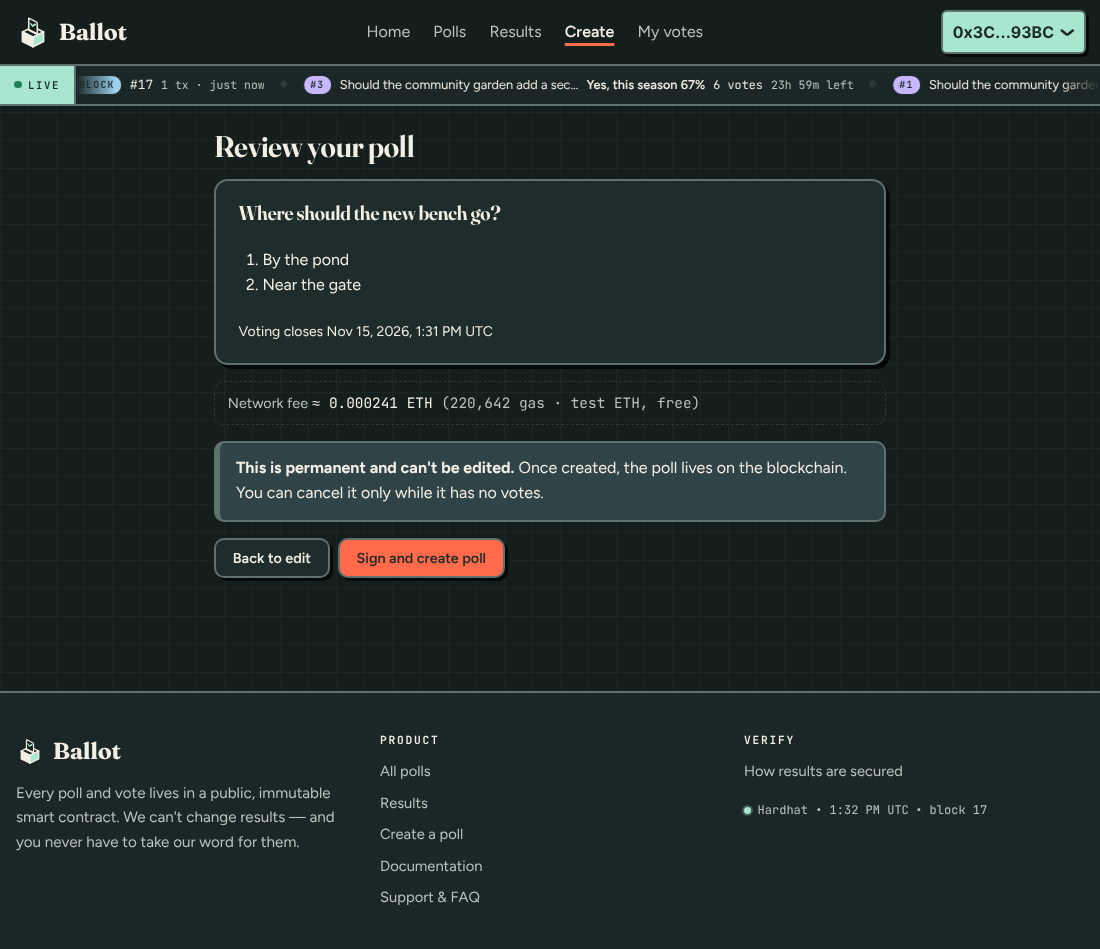 Ballot
Home Polls Results Create My votes
0x3C...93BC
LIVE
#17 1 tx · just now
#3 Should the community garden add a sec... Yes, this season 67% 6 votes 23h 59m left
#1 Should the community
Review your poll
Where should the new bench go?
1. By the pond
2. Near the gate
Voting closes Nov 15, 2026, 1:31 PM UTC
Network fee ≈ 0.000241 ETH (220,642 gas · test ETH, free)
This is permanent and can't be edited. Once created, the poll lives on the blockchain.
You can cancel it only while it has no votes.
Back to edit
Sign and create poll
Ballot
Every poll and vote lives in a public, immutable
smart contract. We can't change results — and
you never have to take our word for them.
PRODUCT
All polls
Results
Create a poll
Documentation
Support & FAQ
VERIFY
How results are secured
Hardhat • 1:32 PM UTC • block 17